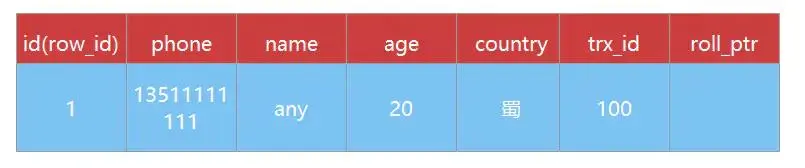 id(row_id) phone name age country trx_id roll_ptr
1 13511111 any 20 蜀 100
111